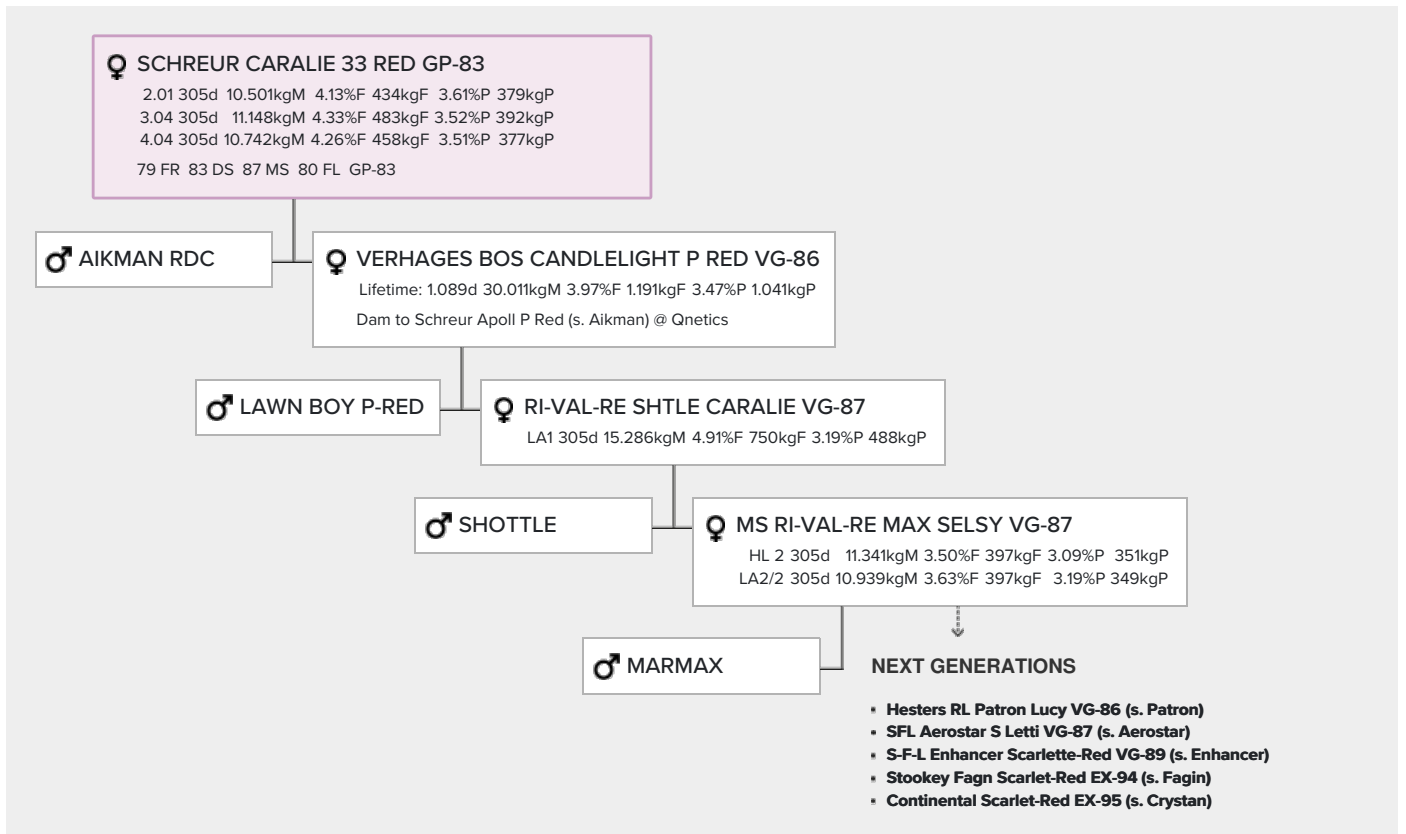 SCHREUR CARALIE 33 RED GP-83
2.01 305d 10.501kgM 4.13%F 434kgF 3.61%P 379kgP
3.04 305d 11.148kgM 4.33%F 483kgF 3.52%P 392kgP
4.04 305d 10.742kgM 4.26%F 458kgF 3.51%P 377kgP
79 FR 83 DS 87 MS 80 FL GP-83
AIKMAN RDC
VERHAGES BOS CANDLELIGHT P RED VG-86
Lifetime: 1.089d 30.011kgM 3.97%F 1.191kgF 3.47%P 1.041kgP
Dam to Schreur Apoll P Red (s. Aikman) @ Qnetics
LAWN BOY P-RED
RI-VAL-RE SHTLE CARALIE VG-87
LA1 305d 15.286kgM 4.91%F 750kgF 3.19%P 488kgP
SHOTTLE
MS RI-VAL-RE MAX SELSY VG-87
HL 2 305d 11.341kgM 3.50%F 397kgF 3.09%P 351kgP
LA2/2 305d 10.939kgM 3.63%F 397kgF 3.19%P 349kgP
MARMAX
NEXT GENERATIONS
Hesters RL Patron Lucy VG-86 (s. Patron)
SFL Aerostar S Letti VG-87 (s. Aerostar)
S-F-L Enhancer Scarlette-Red VG-89 (s. Enhancer)
Stookey Fagn Scarlet-Red EX-94 (s. Fagin)
Continental Scarlet-Red EX-95 (s. Crystan)